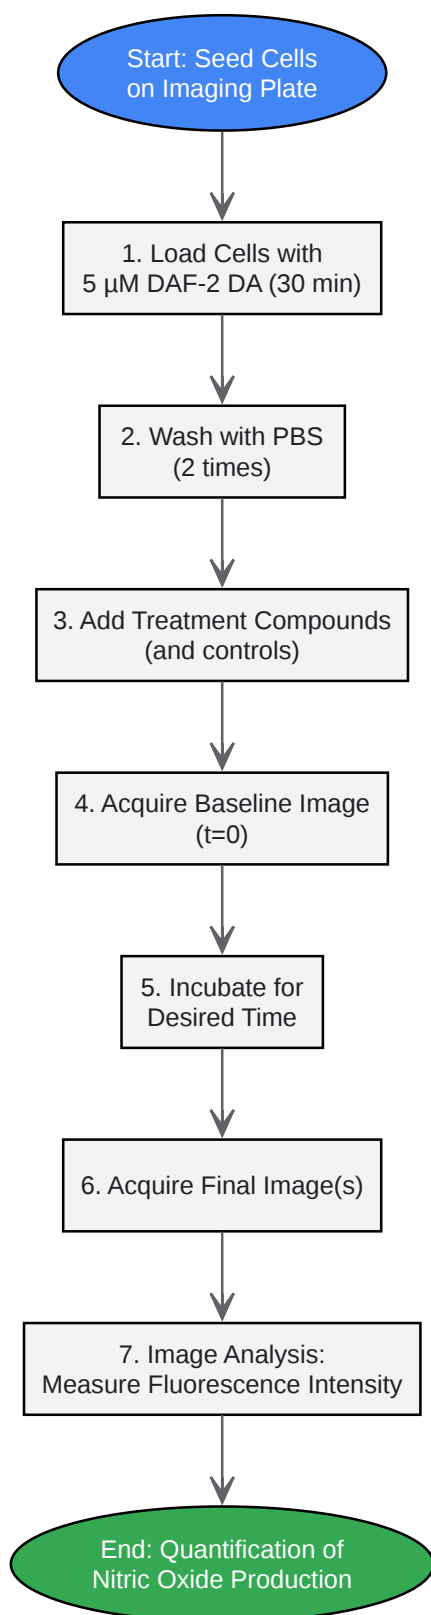 Start: Seed Cells
on Imaging Plate
1. Load Cells with
5 µM DAF-2 DA (30 min)
2. Wash with PBS
(2 times)
3. Add Treatment Compounds
(and controls)
4. Acquire Baseline Image
(t=0)
5. Incubate for
Desired Time
6. Acquire Final Image(s)
7. Image Analysis:
Measure Fluorescence Intensity
End: Quantification of
Nitric Oxide Production